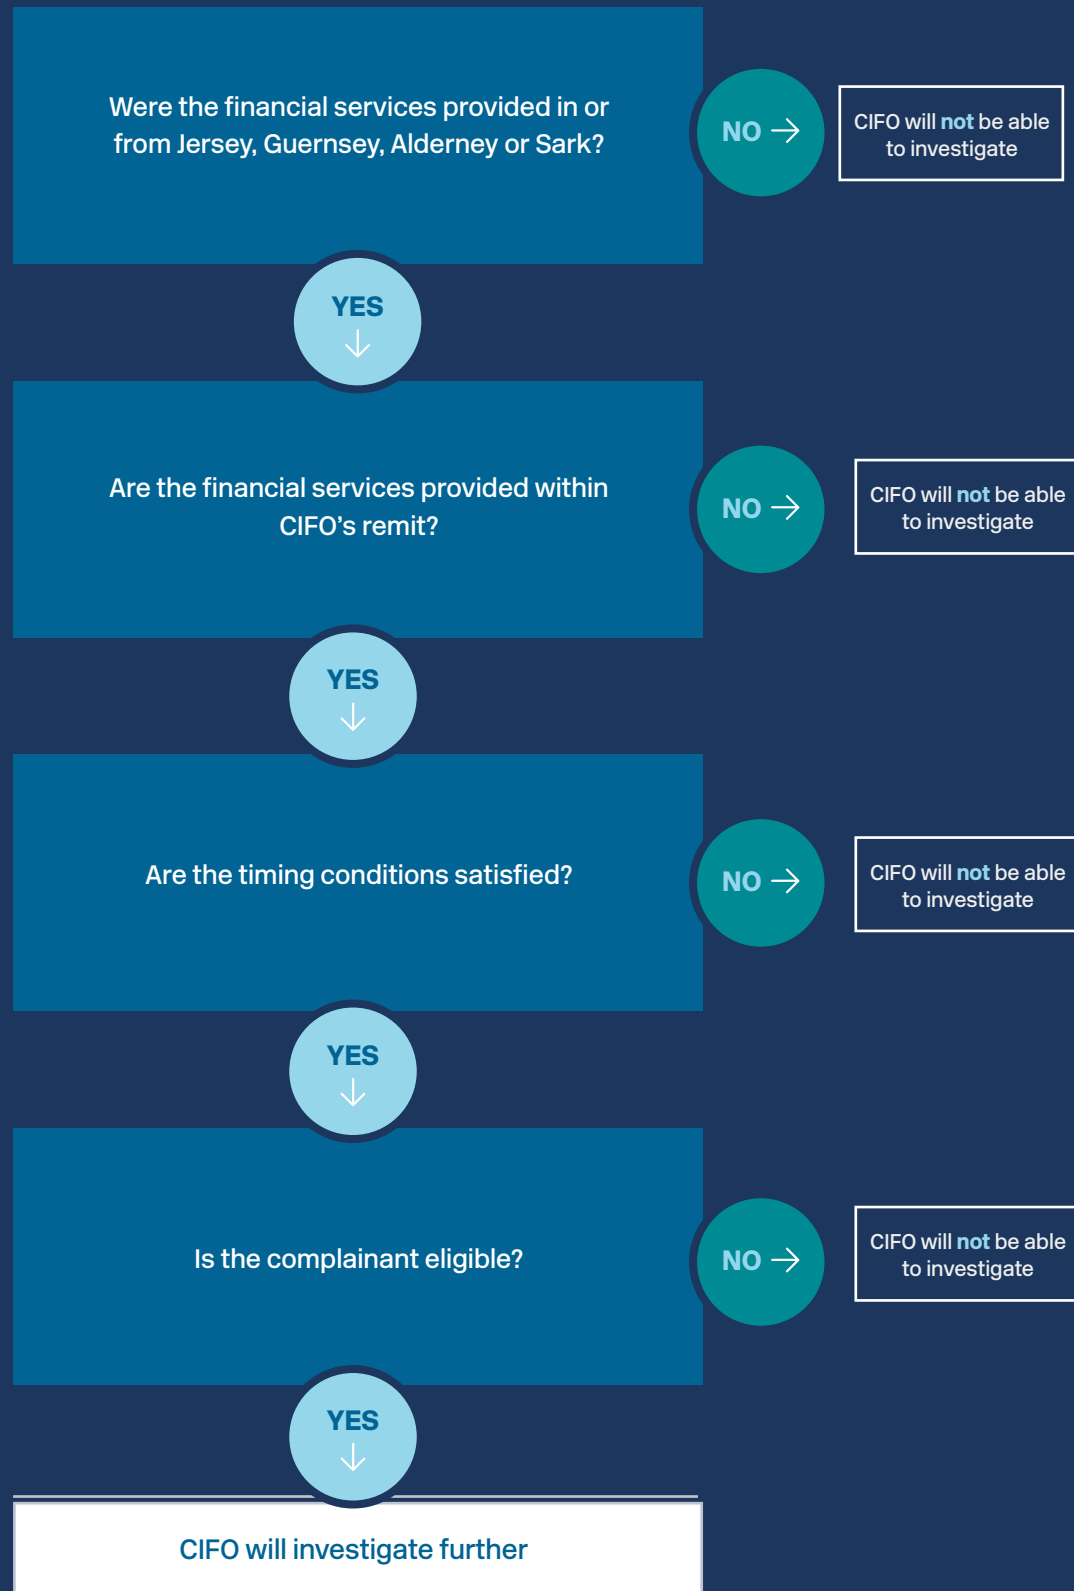 Were the financial services provided in or
from Jersey, Guernsey, Alderney or Sark?
NO →
CIFO will not be able
to investigate
YES
↓
Are the financial services provided within
CIFO’s remit?
NO →
CIFO will not be able
to investigate
YES
↓
Are the timing conditions satisfied?
NO →
CIFO will not be able
to investigate
YES
↓
Is the complainant eligible?
NO →
CIFO will not be able
to investigate
YES
↓
CIFO will investigate further